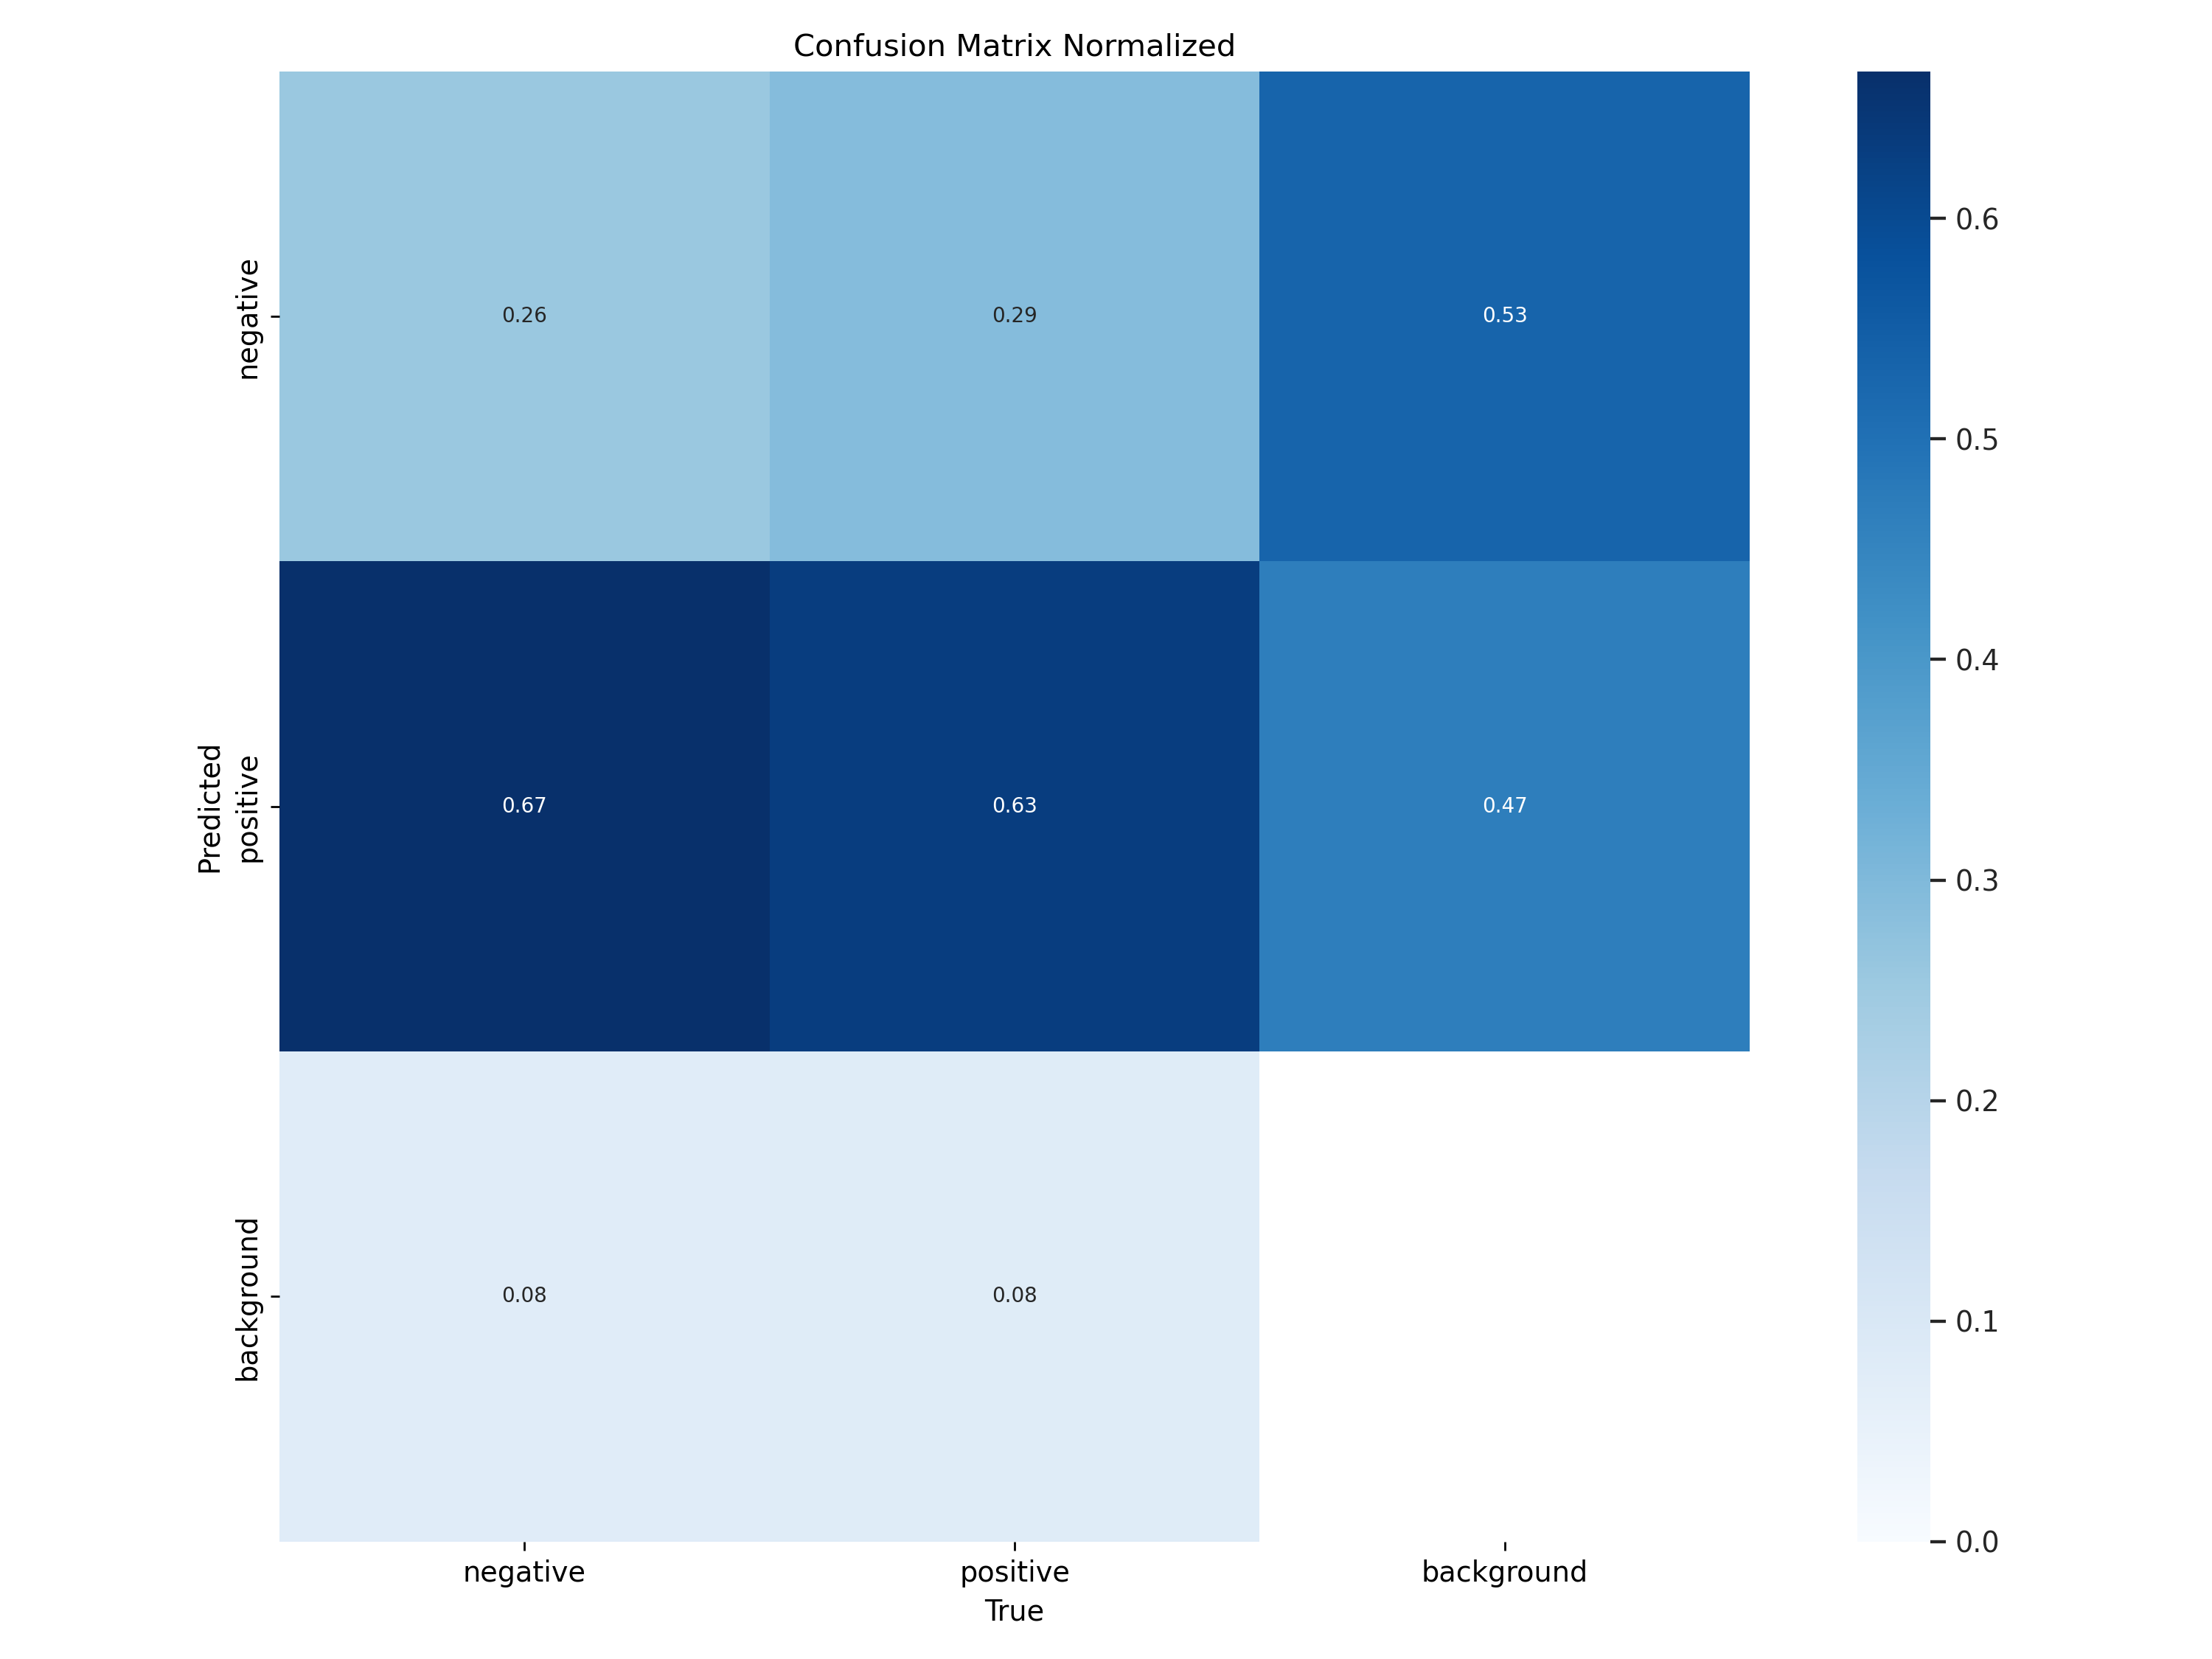 Confusion Matrix Normalized
negative
0.26 0.29 0.53
Predicted
positive
0.67 0.63 0.47
background
0.08 0.08
negative positive background
True
0.6
0.5
0.4
0.3
0.2
0.1
0.0